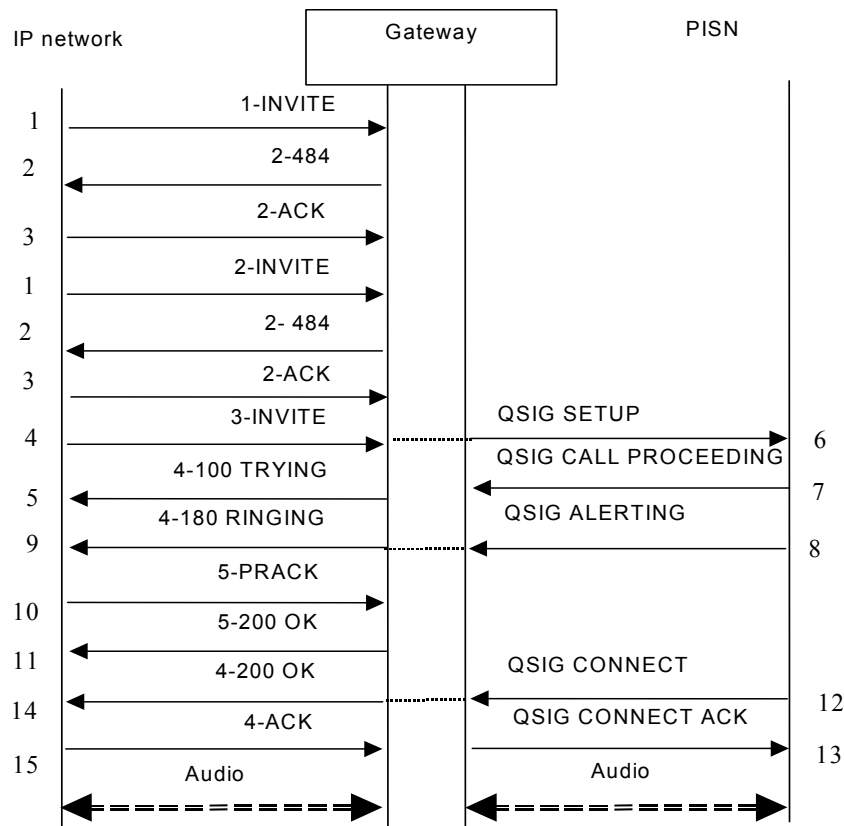 IP network
Gateway
PISN
1-INVITE
1
2-484
2
2-ACK
3
2-INVITE
1
2- 484
2
2-ACK
3
3-INVITE
QSIG SETUP
4
6
4-100 TRYING
QSIG CALL PROCEEDING
5
7
4-180 RINGING
QSIG ALERTING
9
8
5-PRACK
10
5-200 OK
11
4-200 OK
QSIG CONNECT
14
12
4-ACK
QSIG CONNECT ACK
15
13
Audio
Audio